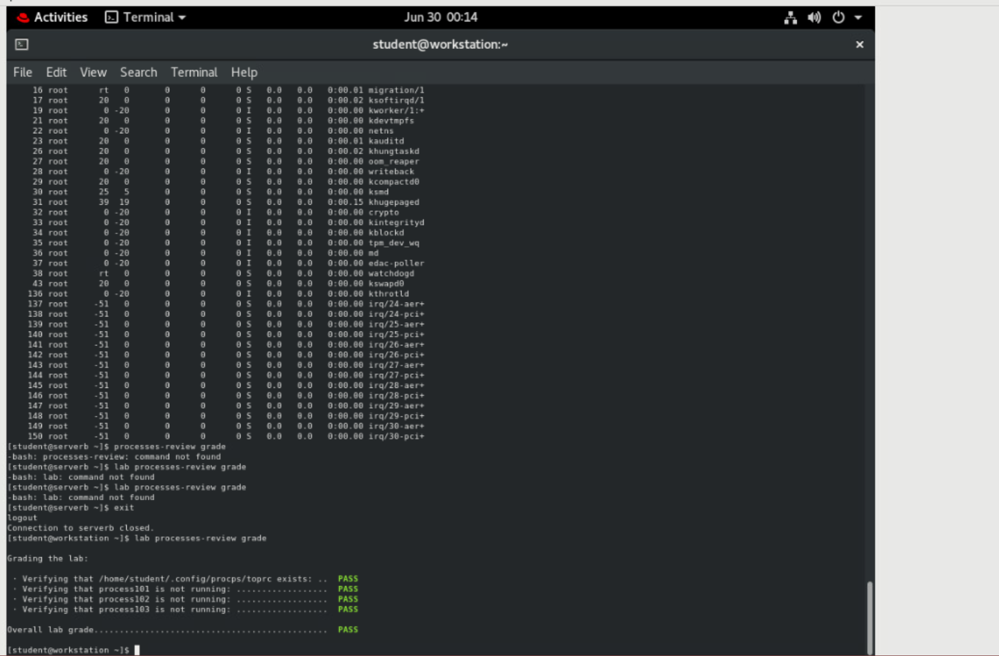 Activities Terminal Jun 30 00:14
student@workstation:~ ×
File Edit View Search Terminal Help
16 root rt 0 0 0 0 S 0.0 0.0 0:00.01 migration/1
17 root 20 0 0 0 0 S 0.0 0.0 0:00.02 ksoftirqd/1
19 root 0 -20 0 0 0 I 0.0 0.0 0:00.00 kworker/1:+
21 root 20 0 0 0 0 S 0.0 0.0 0:00.00 kdevtmpfs
22 root 0 -20 0 0 0 I 0.0 0.0 0:00.00 netns
23 root 20 0 0 0 0 S 0.0 0.0 0:00.01 kauditd
26 root 20 0 0 0 0 S 0.0 0.0 0:00.02 khungtaskd
27 root 20 0 0 0 0 S 0.0 0.0 0:00.00 oom_reaper
28 root 0 -20 0 0 0 I 0.0 0.0 0:00.00 writeback
29 root 20 0 0 0 0 S 0.0 0.0 0:00.00 kcompactd0
30 root 25 5 0 0 0 S 0.0 0.0 0:00.00 ksmd
31 root 39 19 0 0 0 S 0.0 0.0 0:00.15 khugepaged
32 root 0 -20 0 0 0 I 0.0 0.0 0:00.00 crypto
33 root 0 -20 0 0 0 I 0.0 0.0 0:00.00 kintegrityd
34 root 0 -20 0 0 0 I 0.0 0.0 0:00.00 kblockd
35 root 0 -20 0 0 0 I 0.0 0.0 0:00.00 tpm_dev_wq
36 root 0 -20 0 0 0 I 0.0 0.0 0:00.00 md
37 root 0 -20 0 0 0 I 0.0 0.0 0:00.00 edac-poller
38 root rt 0 0 0 0 S 0.0 0.0 0:00.00 watchdogd
43 root 20 0 0 0 0 S 0.0 0.0 0:00.00 kswapd0
136 root 0 -20 0 0 0 I 0.0 0.0 0:00.00 kthrotld
137 root -51 0 0 0 0 S 0.0 0.0 0:00.00 irq/24-aer+
138 root -51 0 0 0 0 S 0.0 0.0 0:00.00 irq/24-pci+
139 root -51 0 0 0 0 S 0.0 0.0 0:00.00 irq/25-aer+
140 root -51 0 0 0 0 S 0.0 0.0 0:00.00 irq/25-pci+
141 root -51 0 0 0 0 S 0.0 0.0 0:00.00 irq/26-aer+
142 root -51 0 0 0 0 S 0.0 0.0 0:00.00 irq/26-pci+
143 root -51 0 0 0 0 S 0.0 0.0 0:00.00 irq/27-aer+
144 root -51 0 0 0 0 S 0.0 0.0 0:00.00 irq/27-pci+
145 root -51 0 0 0 0 S 0.0 0.0 0:00.00 irq/28-aer+
146 root -51 0 0 0 0 S 0.0 0.0 0:00.00 irq/28-pci+
147 root -51 0 0 0 0 S 0.0 0.0 0:00.00 irq/29-aer+
148 root -51 0 0 0 0 S 0.0 0.0 0:00.00 irq/29-pci+
149 root -51 0 0 0 0 S 0.0 0.0 0:00.00 irq/30-aer+
150 root -51 0 0 0 0 S 0.0 0.0 0:00.00 irq/30-pci+
[student@serverb ~]$ processes-review grade
-bash: processes-review: command not found
[student@serverb ~]$ lab processes-review grade
-bash: lab: command not found
[student@serverb ~]$ lab processes-review grade
-bash: lab: command not found
[student@serverb ~]$ exit
logout
Connection to serverb closed.
[student@workstation ~]$ lab processes-review grade
Grading the lab:
· Verifying that /home/student/.config/procps/toprc exists: .. PASS
· Verifying that process101 is not running: .................. PASS
· Verifying that process102 is not running: .................. PASS
· Verifying that process103 is not running: .................. PASS
Overall lab grade.............................................. PASS
[student@workstation ~]$